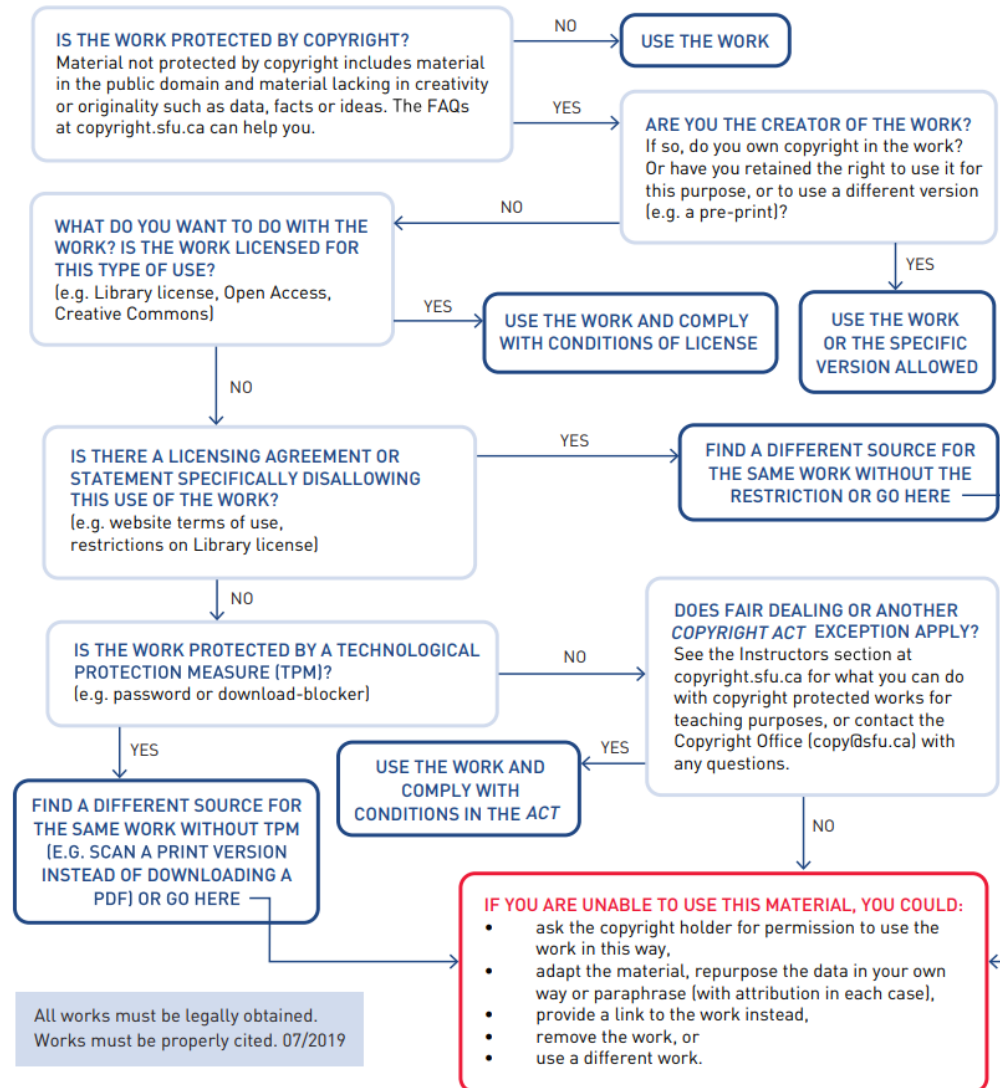 IS THE WORK PROTECTED BY COPYRIGHT?
Material not protected by copyright includes material
in the public domain and material lacking in creativity
or originality such as data, facts or ideas. The FAQs
at copyright.sfu.ca can help you.
NO
USE THE WORK
YES
ARE YOU THE CREATOR OF THE WORK?
If so, do you own copyright in the work?
Or have you retained the right to use it for
this purpose, or to use a different version
(e.g. a pre-print)?
NO
YES
USE THE WORK
OR THE SPECIFIC
VERSION ALLOWED
WHAT DO YOU WANT TO DO WITH THE
WORK? IS THE WORK LICENSED FOR
THIS TYPE OF USE?
(e.g. Library license, Open Access,
Creative Commons)
YES
USE THE WORK AND COMPLY
WITH CONDITIONS OF LICENSE
NO
IS THERE A LICENSING AGREEMENT OR
STATEMENT SPECIFICALLY DISALLOWING
THIS USE OF THE WORK?
(e.g. website terms of use,
restrictions on Library license)
YES
FIND A DIFFERENT SOURCE FOR
THE SAME WORK WITHOUT THE
RESTRICTION OR GO HERE
NO
IS THE WORK PROTECTED BY A TECHNOLOGICAL
PROTECTION MEASURE (TPM)?
(e.g. password or download-blocker)
NO
DOES FAIR DEALING OR ANOTHER
COPYRIGHT ACT EXCEPTION APPLY?
See the Instructors section at
copyright.sfu.ca for what you can do
with copyright protected works for
teaching purposes, or contact the
Copyright Office (copy@sfu.ca) with
any questions.
YES
USE THE WORK AND
COMPLY WITH
CONDITIONS IN THE ACT
YES
FIND A DIFFERENT SOURCE FOR
THE SAME WORK WITHOUT TPM
(E.G. SCAN A PRINT VERSION
INSTEAD OF DOWNLOADING A
PDF) OR GO HERE
NO
IF YOU ARE UNABLE TO USE THIS MATERIAL, YOU COULD:
• ask the copyright holder for permission to use the
work in this way,
• adapt the material, repurpose the data in your own
way or paraphrase (with attribution in each case),
• provide a link to the work instead,
• remove the work, or
• use a different work.
All works must be legally obtained.
Works must be properly cited. 07/2019